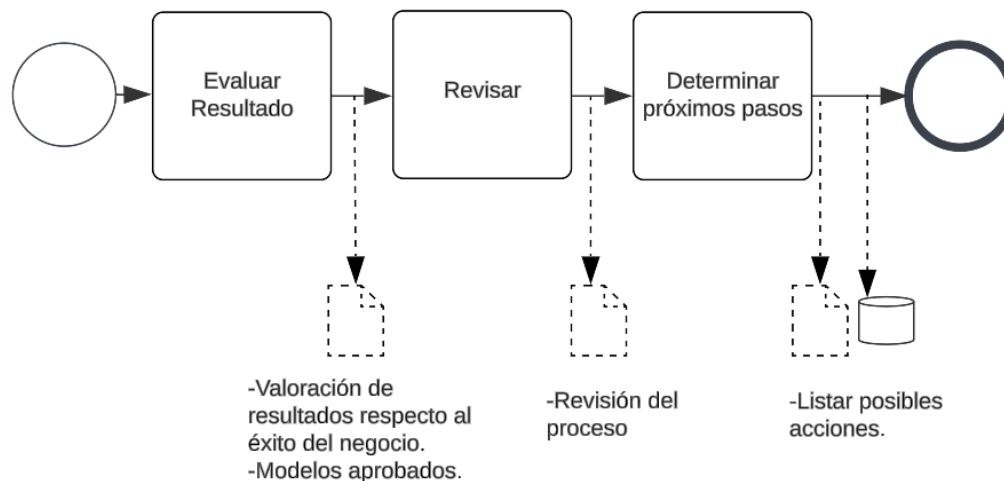 Evaluar
Resultado
Revisar
Determinar
próximos pasos
-Valoración de
resultados respecto al
éxito del negocio.
-Modelos aprobados.
-Revisión del
proceso
-Listar posibles
acciones.